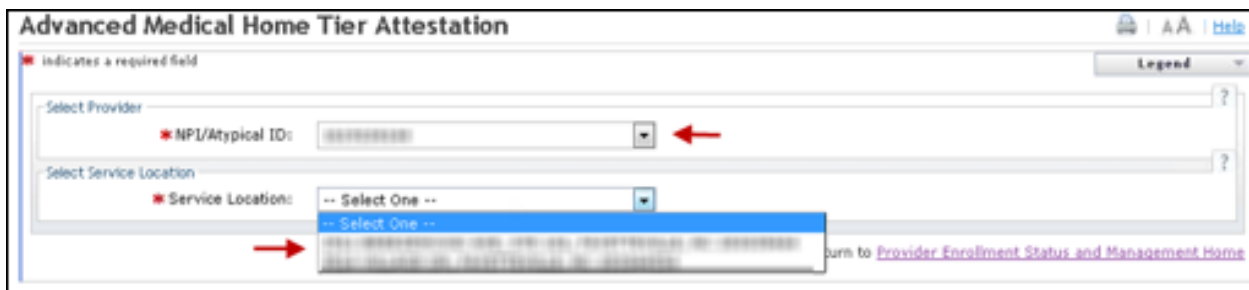 Advanced Medical Home Tier Attestation
AA | Help
* indicates a required field
Legend
Select Provider
?
* NPI/Atypical ID:
Select Service Location
?
* Service Location: -- Select One --
-- Select One --
urn to Provider Enrollment Status and Management Home